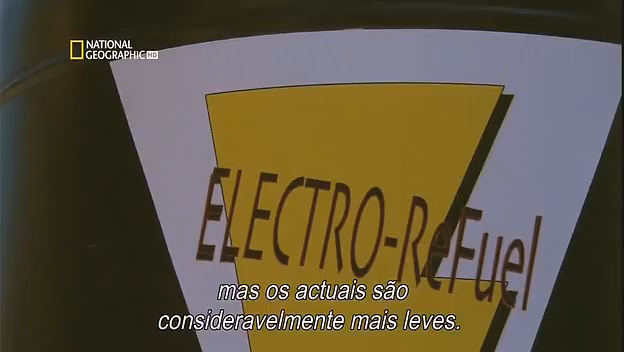 NATIONAL
GEOGRAPHIC HD
ELECTRO-ReFuel
mas os actuais são
consideravelmente mais leves.